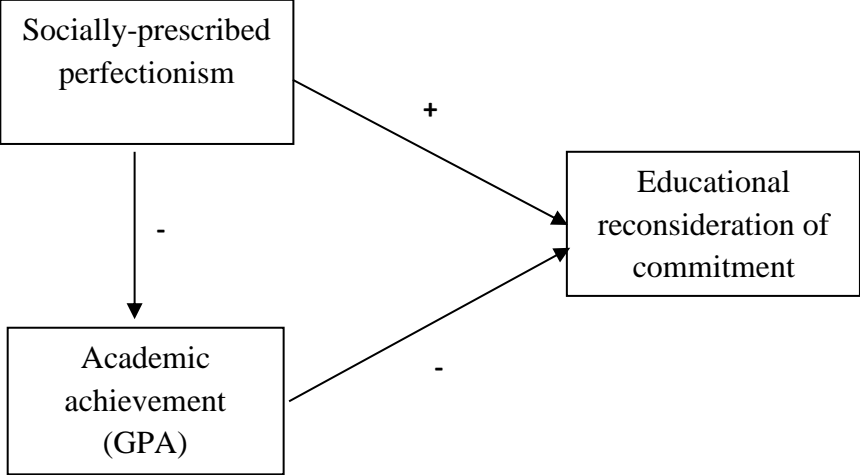 Socially-prescribed
perfectionism
+
Educational
reconsideration of
commitment
-
Academic
achievement
(GPA)
-